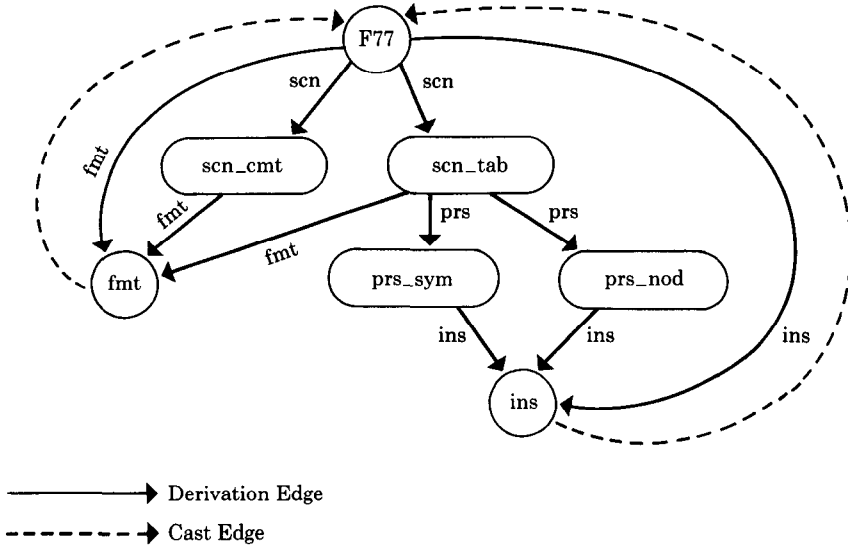 F77
scn
scn
fmt
scn_cmt
scn_tab
fmt
fmt
prs
prs
fmt
prs_sym
prs_nod
ins
ins
ins
ins
Derivation Edge
Cast Edge